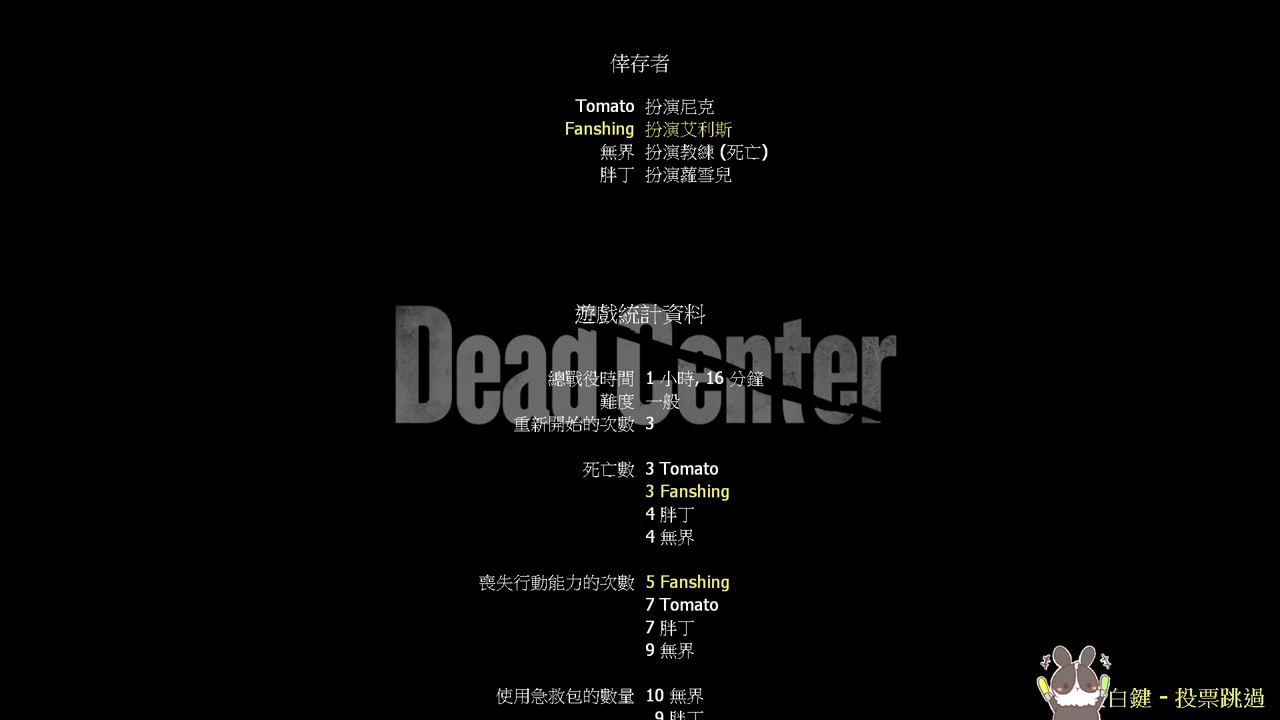 倖存者
Tomato 扮演尼克
Fanshing 扮演艾利斯
無界 扮演教練 (死亡)
胖丁 扮演蘿雪兒
遊戲統計資料
Dead Center
總戰役時間 1 小時, 16 分鐘
難度 一般
重新開始的次數 3
死亡數 3 Tomato
3 Fanshing
4 胖丁
4 無界
喪失行動能力的次數 5 Fanshing
7 Tomato
7 胖丁
9 無界
使用急救包的數量 10 無界
9 胖丁
白鍵 - 投票跳過